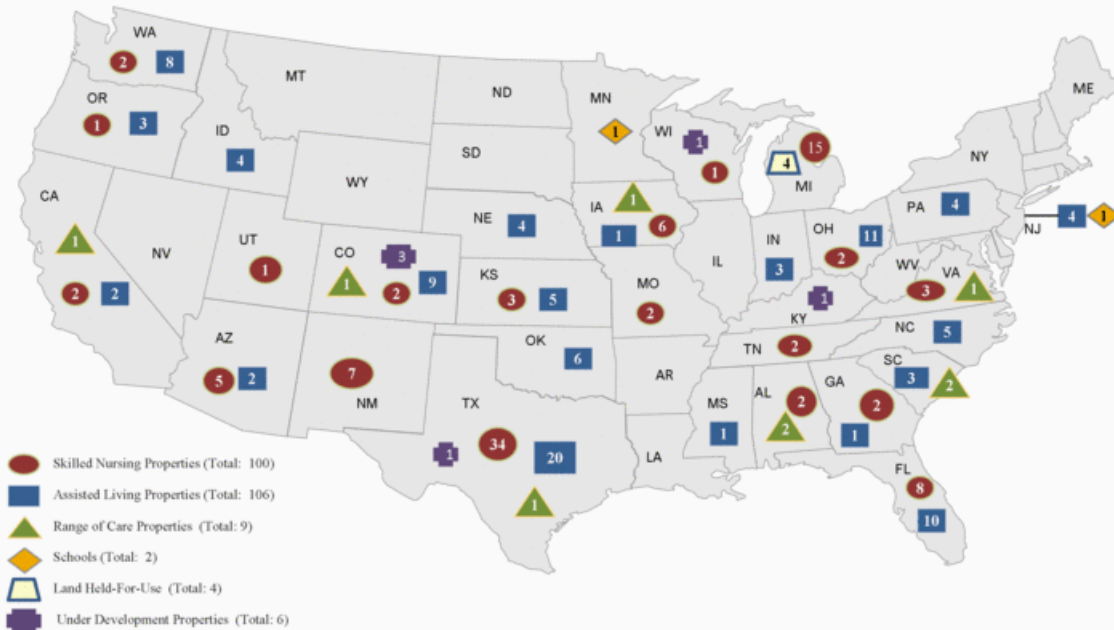 WA
2
8
MT
ND
MN
1
ME
OR
1
3
ID
4
SD
WI
1
1
4
15
MI
NY
WY
CA
1
2
2
NV
UT
1
CO
3
1
2
9
NE
4
IA
1
1
6
IL
IN
3
OH
11
2
PA
4
NJ
4
1
KS
3
5
MO
2
WV
VA
3
1
KY
1
AZ
5
2
NM
7
OK
6
AR
TN
2
NC
5
SC
3
2
TX
34
1
20
1
LA
MS
1
AL
2
2
GA
2
1
FL
8
10
Skilled Nursing Properties (Total: 100)
Assisted Living Properties (Total: 106)
Range of Care Properties (Total: 9)
Schools (Total: 2)
Land Held-For-Use (Total: 4)
Under Development Properties (Total: 6)